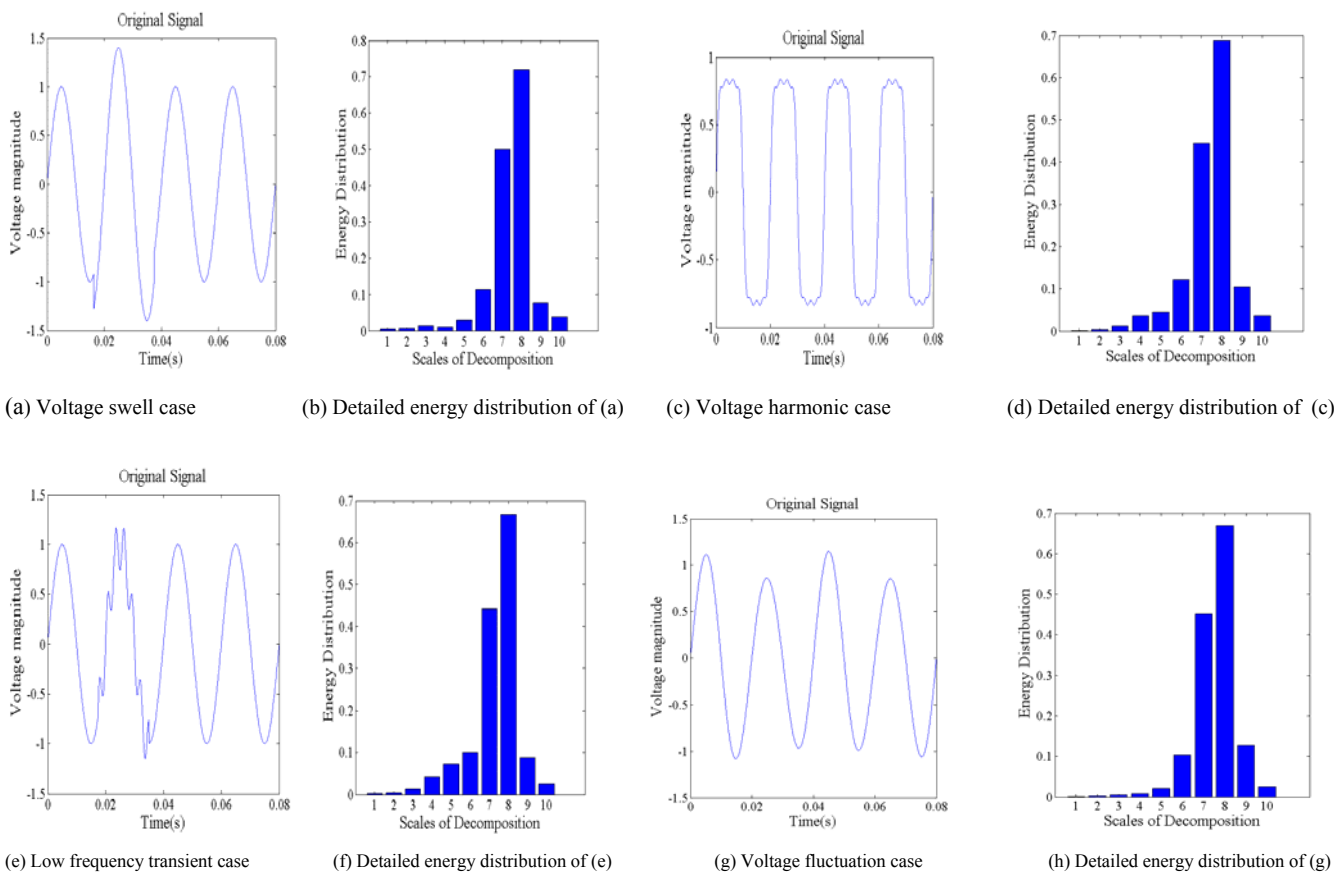 Original Signal
1.5
1
0.5
0
-0.5
-1
-1.5
Voltage magnitude
0 0.02 0.04 0.06 0.08
Time(s)
0.8
0.7
0.6
0.5
0.4
0.3
0.2
0.1
0
Energy Distribution
1 2 3 4 5 6 7 8 9 10
Scales of Decomposition
Original Signal
1
0.5
0
-0.5
-1
Voltage magnitude
0 0.02 0.04 0.06 0.08
Time(s)
0.7
0.6
0.5
0.4
0.3
0.2
0.1
0
Energy Distribution
1 2 3 4 5 6 7 8 9 10
Scales of Decomposition
(a) Voltage swell case
(b) Detailed energy distribution of (a)
(c) Voltage harmonic case
(d) Detailed energy distribution of (c)
Original Signal
1.5
1
0.5
0
-0.5
-1
-1.5
Voltage magnitude
0 0.02 0.04 0.06 0.08
Time(s)
0.7
0.6
0.5
0.4
0.3
0.2
0.1
0
Energy Distribution
1 2 3 4 5 6 7 8 9 10
Scales of Decomposition
Original Signal
1.5
1
0.5
0
-0.5
-1
-1.5
Voltage magnitude
0 0.02 0.04 0.06 0.08
Time(s)
0.7
0.6
0.5
0.4
0.3
0.2
0.1
0
Energy Distribution
1 2 3 4 5 6 7 8 9 10
Scales of Decomposition
(e) Low frequency transient case
(f) Detailed energy distribution of (e)
(g) Voltage fluctuation case
(h) Detailed energy distribution of (g)